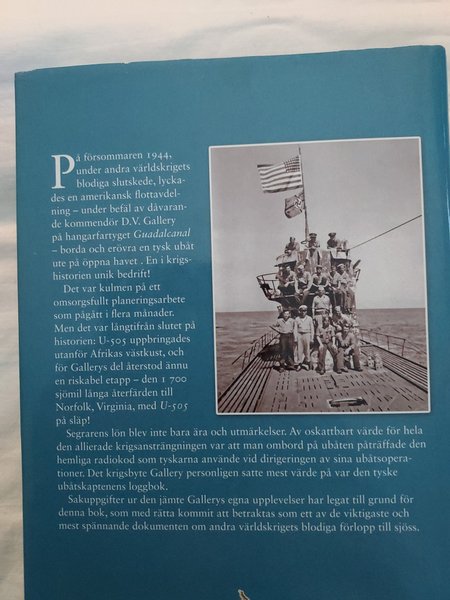 På försommaren 1944,
under andra världskrigets
blodiga slutskede, lycka-
des en amerikansk flottavdel-
ning – under befäl av dåvaran-
de kommendör D.V. Gallery
på hangarfartyget Guadalcanal
– borda och erövra en tysk ubåt
ute på öppna havet . En i krigs-
historien unik bedrift!
Det var kulmen på ett
omsorgsfullt planeringsarbete
som pågått i flera månader.
Men det var långtifrån slutet på
historien: U-505 uppbringades
utanför Afrikas västkust, och
för Gallerys del återstod ännu
en riskabel etapp – den 1 700
sjömil långa återfärden till
Norfolk, Virginia, med U-505
på släp!
Segrarens lön blev inte bara ära och utmärkelser. Av oskattbart värde för hela
den allierade krigsansträngningen var att man ombord på ubåten påträffade den
hemliga radiokod som tyskarna använde vid dirigeringen av sina ubåtsopera-
tioner. Det krigsbyte Gallery personligen satte mest värde på var den tyske
ubåtskaptenens loggbok.
Sakuppgifter ur den jämte Gallerys egna upplevelser har legat till grund för
denna bok, som med rätta kommit att betraktas som ett av de viktigaste och
mest spännande dokumenten om andra världskrigets blodiga förlopp till sjöss.